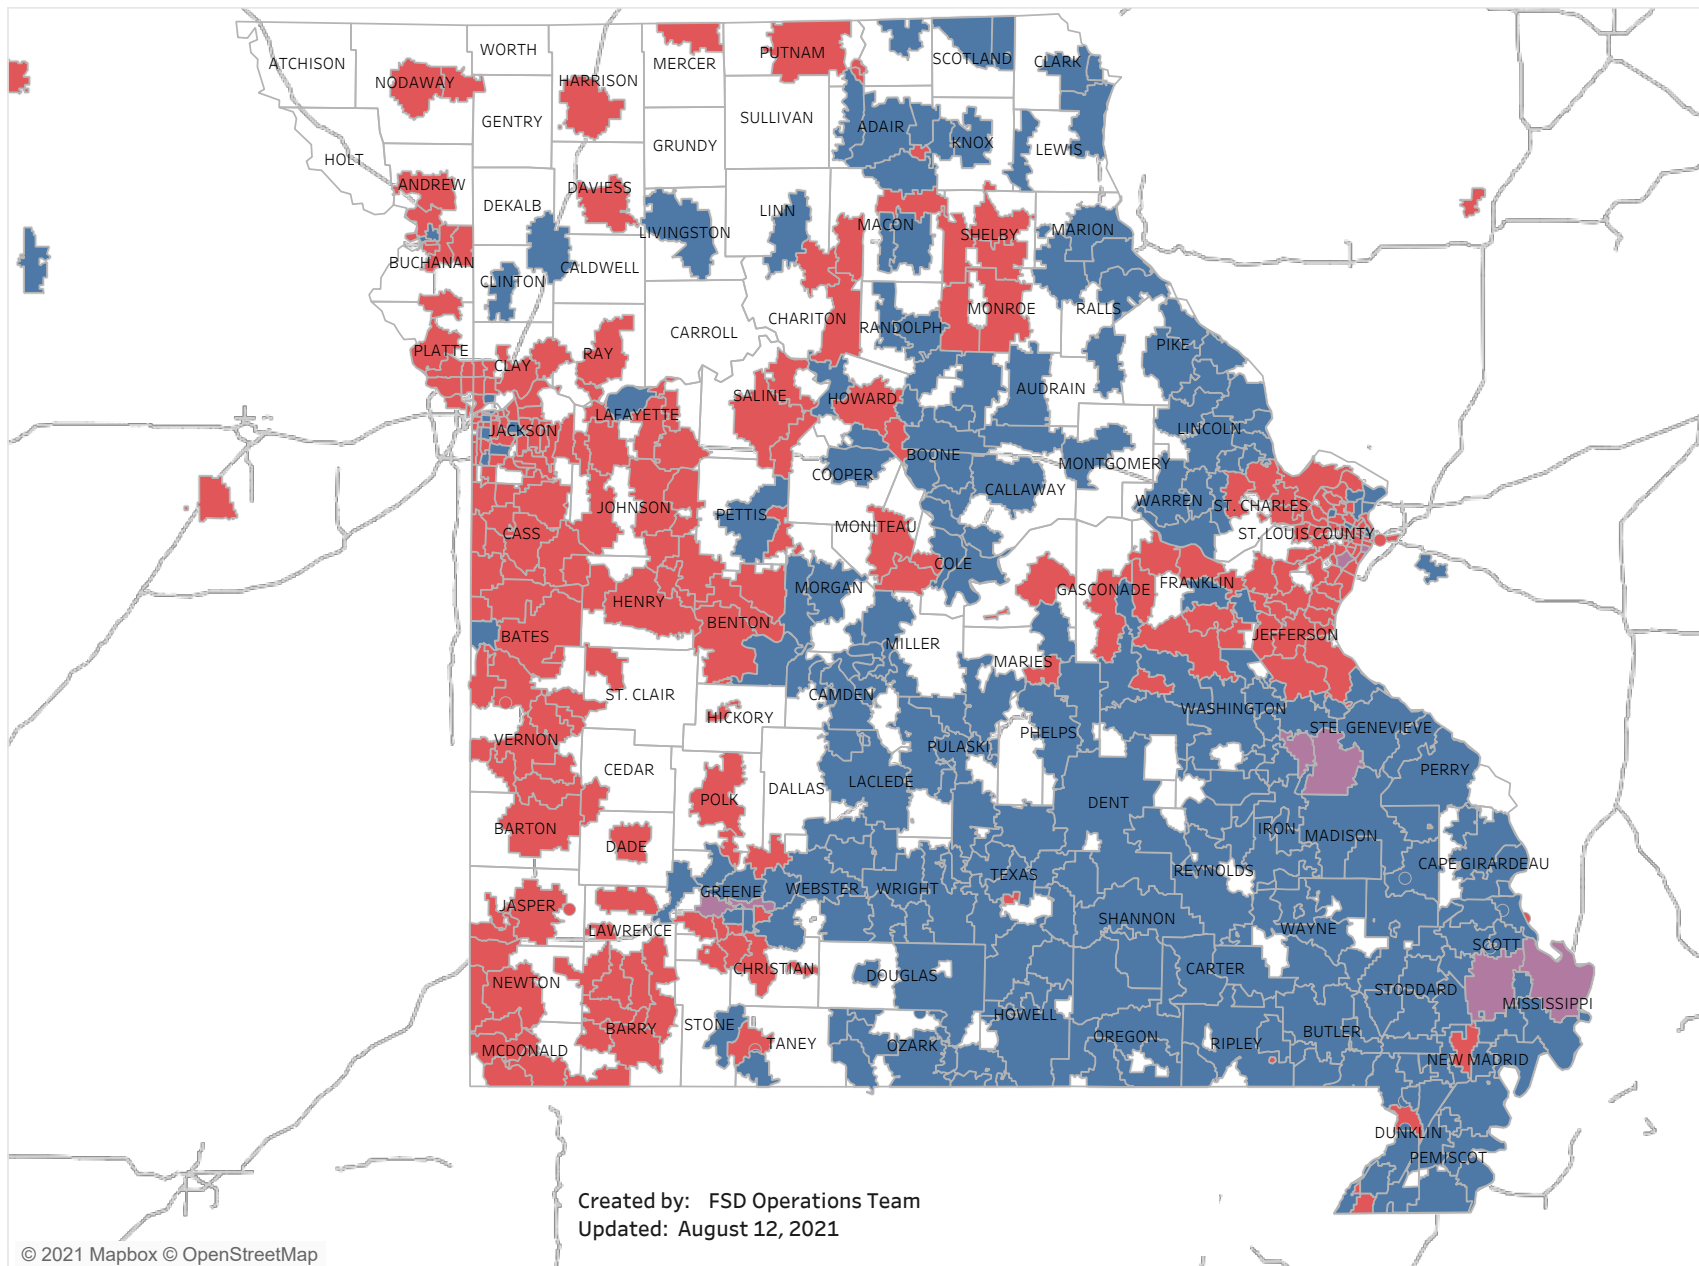 WORTH
ATCHISON
MERCER
PUTNAM
SCOTLAND
CLARK
NODAWAY
HARRISON
GENTRY
SULLIVAN
ADAIR
KNOX
LEWIS
GRUNDY
HOLT
ANDREW
DEKALB
DAVIESS
LINN
LIVINGSTON
MACON
SHELBY
MARION
BUCHANAN
CLINTON
CALDWELL
CHARITON
CARROLL
RANDOLPH
MONROE
RALLS
PIKE
PLATTE
CLAY
RAY
AUDRAIN
SALINE
HOWARD
LAFAYETTE
JACKSON
LINCOLN
BOONE
COOPER
MONTGOMERY
CALLAWAY
WARREN
ST. CHARLES
JOHNSON
PETTIS
CASS
MONITEAU
ST. LOUIS COUNTY
COLE
MORGAN
GASCONADE
FRANKLIN
HENRY
BENTON
BATES
MILLER
JEFFERSON
MARIES
ST. CLAIR
CAMDEN
HICKORY
WASHINGTON
STE. GENEVIEVE
VERNON
PULASKI
PHELPS
CEDAR
LACLEDE
PERRY
POLK
DALLAS
DENT
BARTON
DADE
IRON
MADISON
CAPE GIRARDEAU
TEXAS
REYNOLDS
GREENE
WEBSTER
WRIGHT
JASPER
LAWRENCE
SHANNON
WAYNE
SCOTT
CHRISTIAN
DOUGLAS
CARTER
NEWTON
STODDARD
MISSISSIPPI
STONE
HOWELL
BARRY
TANEY
OZARK
OREGON
RIPLEY
BUTLER
MCDONALD
NEW MADRID
DUNKLIN
PEMISCOT
Created by: FSD Operations Team
Updated: August 12, 2021
© 2021 Mapbox © OpenStreetMap